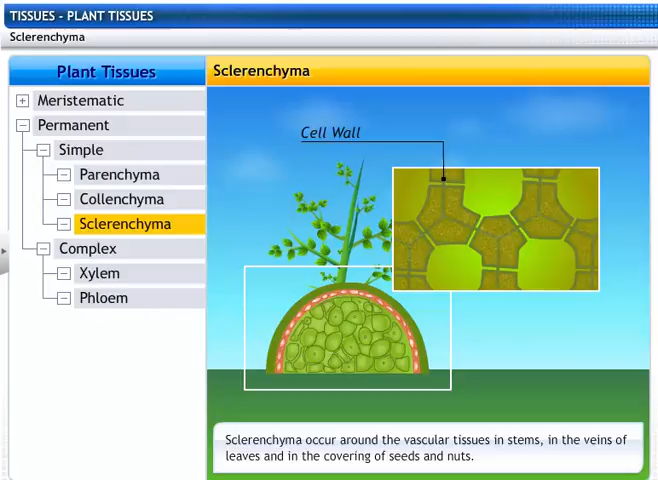 TISSUES - PLANT TISSUES
Sclerenchyma
Plant Tissues
Meristematic
Permanent
Simple
Parenchyma
Collenchyma
Sclerenchyma
Complex
Xylem
Phloem
Sclerenchyma
Cell Wall
Sclerenchyma occur around the vascular tissues in stems, in the veins of
leaves and in the covering of seeds and nuts.